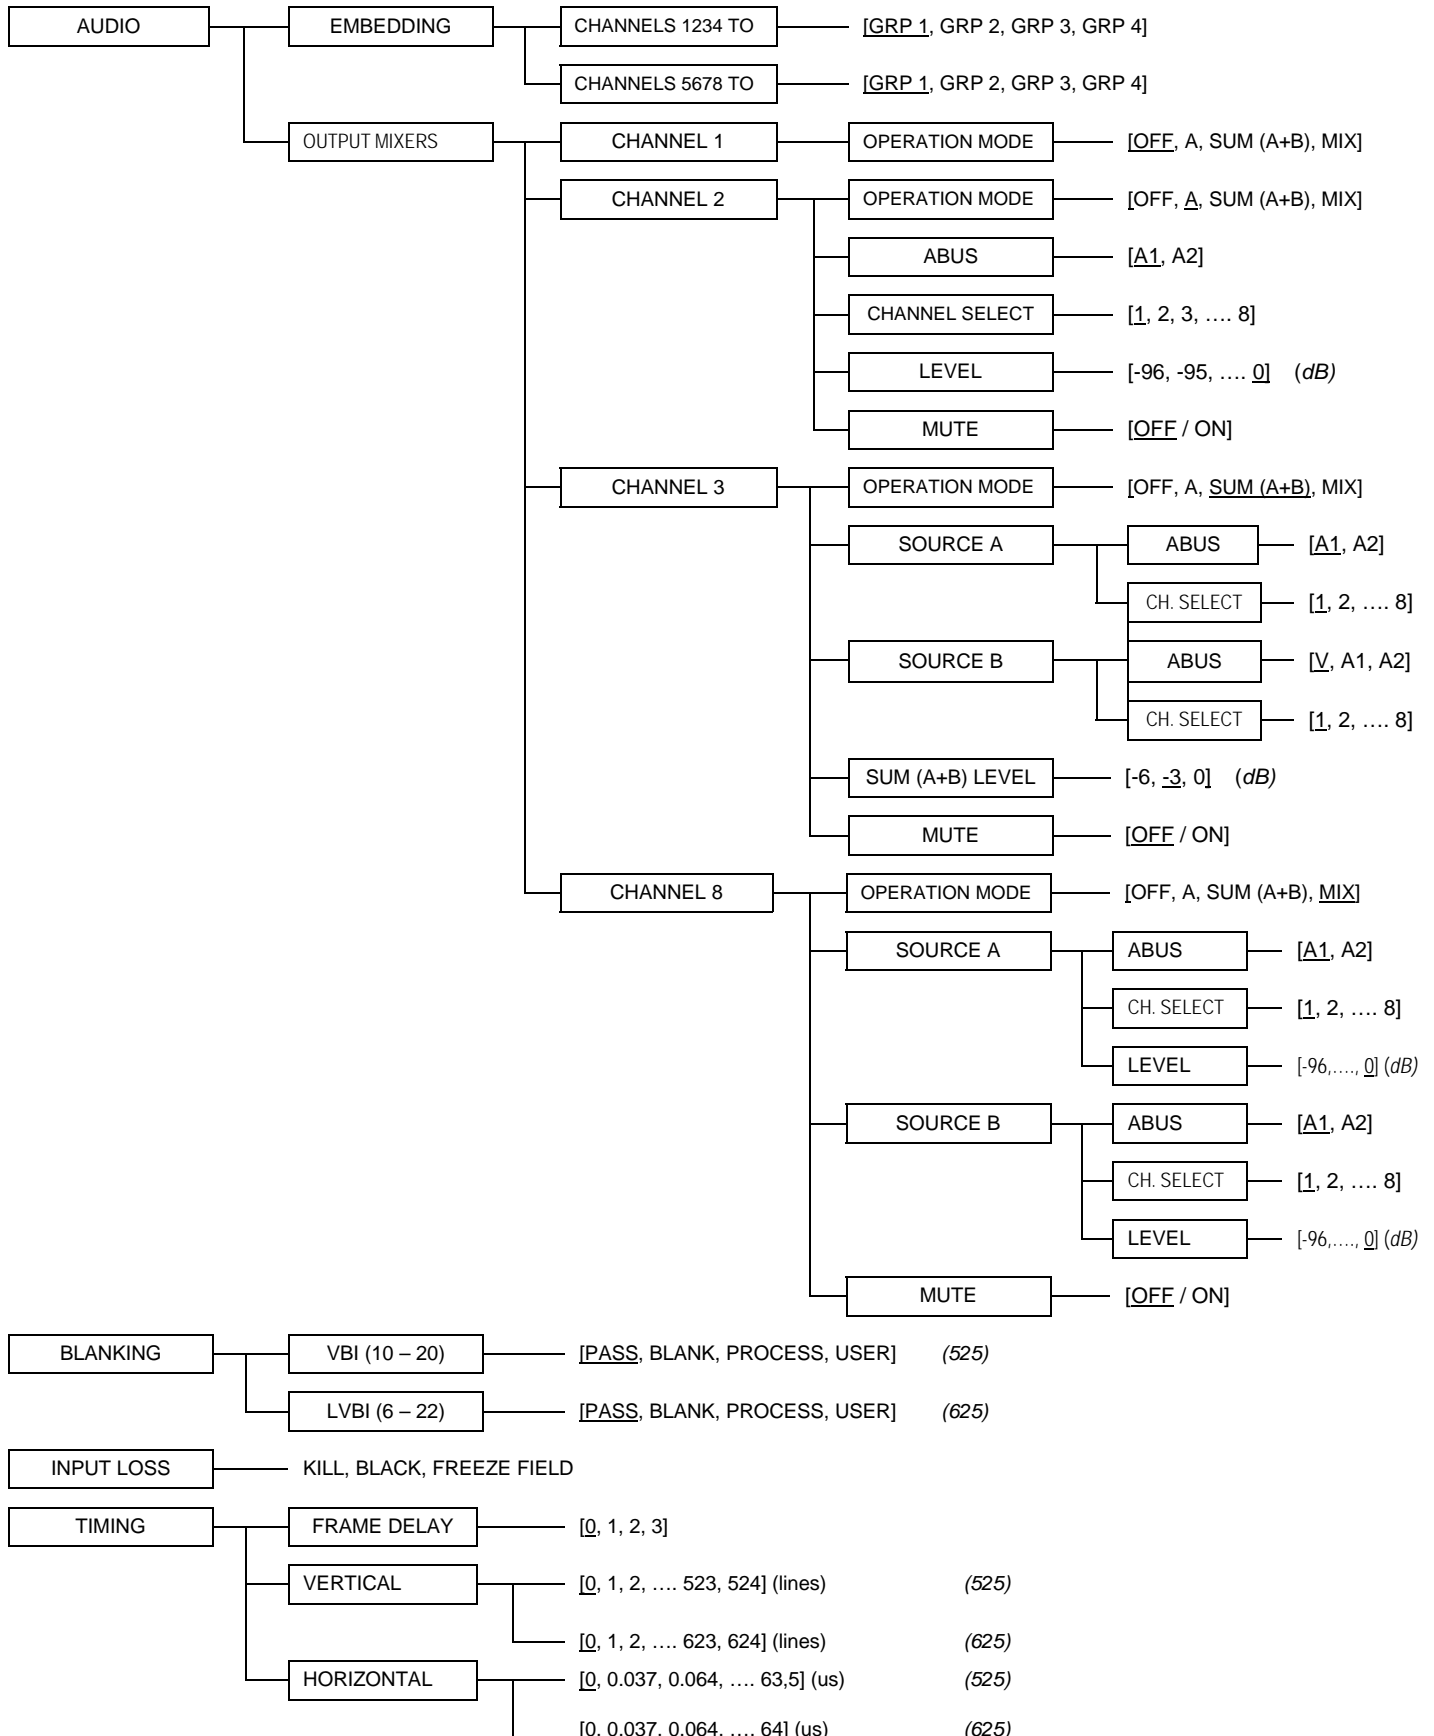 AUDIO EMBEDDING CHANNELS 1234 TO [GRP 1, GRP 2, GRP 3, GRP 4]
CHANNELS 5678 TO [GRP 1, GRP 2, GRP 3, GRP 4]
OUTPUT MIXERS CHANNEL 1 OPERATION MODE [OFF, A, SUM (A+B), MIX]
CHANNEL 2 OPERATION MODE [OFF, A, SUM (A+B), MIX]
ABUS [A1, A2]
CHANNEL SELECT [1, 2, 3, …. 8]
LEVEL [-96, -95, …. 0] (dB)
MUTE [OFF / ON]
CHANNEL 3 OPERATION MODE [OFF, A, SUM (A+B), MIX]
SOURCE A ABUS [A1, A2]
CH. SELECT [1, 2, …. 8]
SOURCE B ABUS [V, A1, A2]
CH. SELECT [1, 2, …. 8]
SUM (A+B) LEVEL [-6, -3, 0] (dB)
MUTE [OFF / ON]
CHANNEL 8 OPERATION MODE [OFF, A, SUM (A+B), MIX]
SOURCE A ABUS [A1, A2]
CH. SELECT [1, 2, …. 8]
LEVEL [-96,…., 0] (dB)
SOURCE B ABUS [A1, A2]
CH. SELECT [1, 2, …. 8]
LEVEL [-96,…., 0] (dB)
MUTE [OFF / ON]
BLANKING VBI (10 – 20) [PASS, BLANK, PROCESS, USER] (525)
LVBI (6 – 22) [PASS, BLANK, PROCESS, USER] (625)
INPUT LOSS KILL, BLACK, FREEZE FIELD
TIMING FRAME DELAY [0, 1, 2, 3]
VERTICAL [0, 1, 2, …. 523, 524] (lines) (525)
[0, 1, 2, …. 623, 624] (lines) (625)
HORIZONTAL [0, 0.037, 0.064, …. 63,5] (us) (525)
[0, 0.037, 0.064, …. 64] (us) (625)